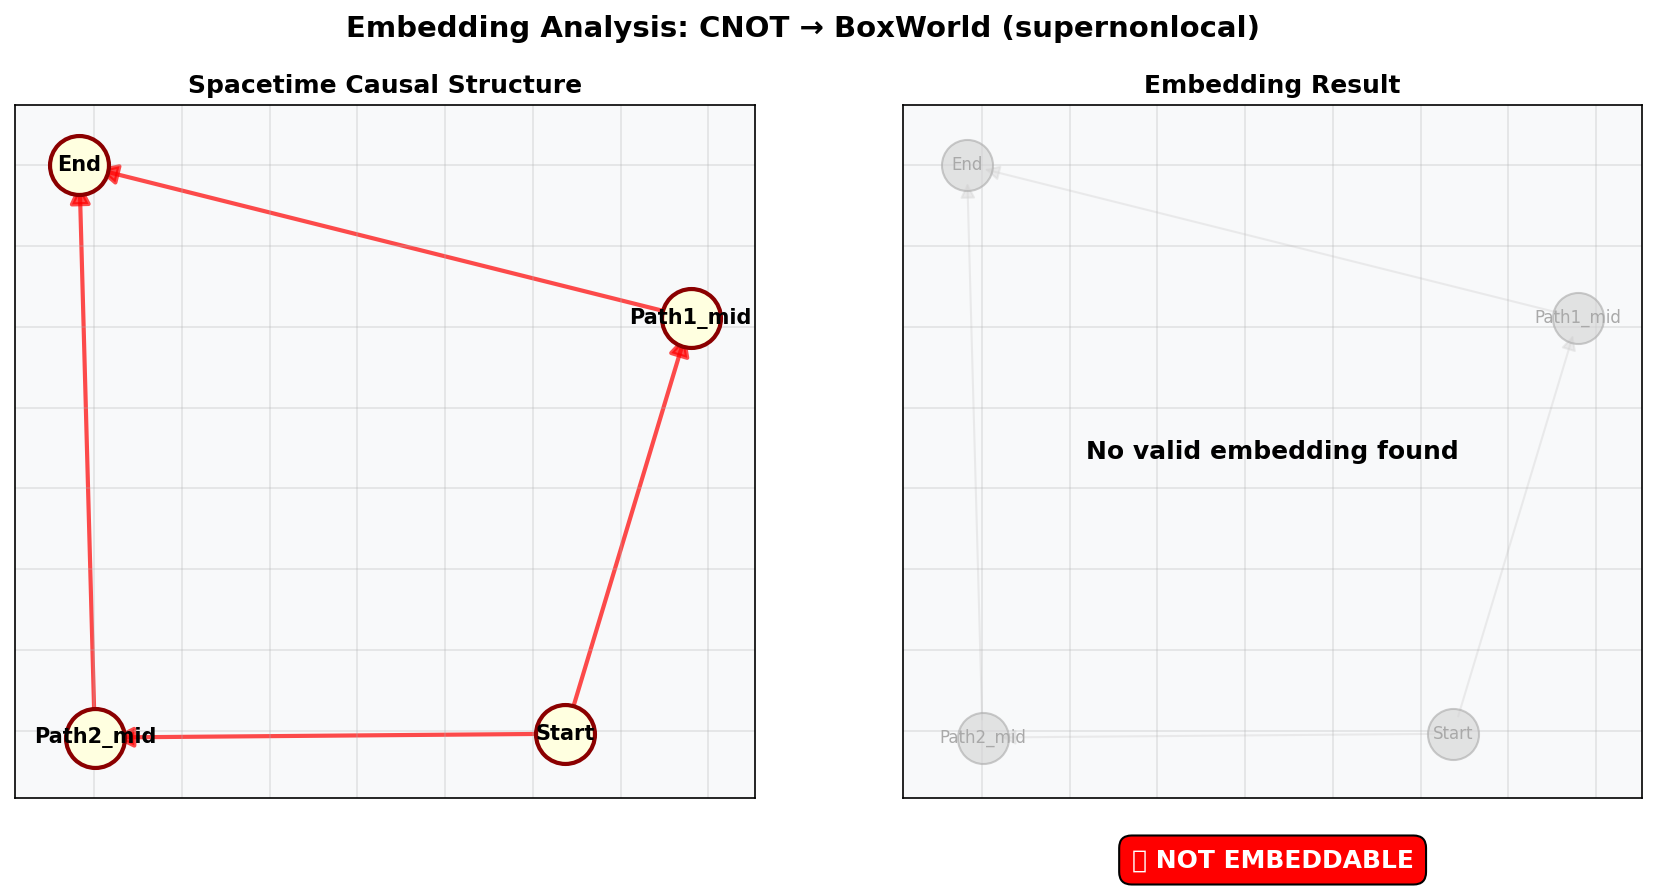 Embedding Analysis: CNOT → BoxWorld (supernonlocal)
Spacetime Causal Structure
End
Path1_mid
Path2_mid
Start
Embedding Result
End
Path1_mid
No valid embedding found
Path2_mid
Start
NOT EMBEDDABLE